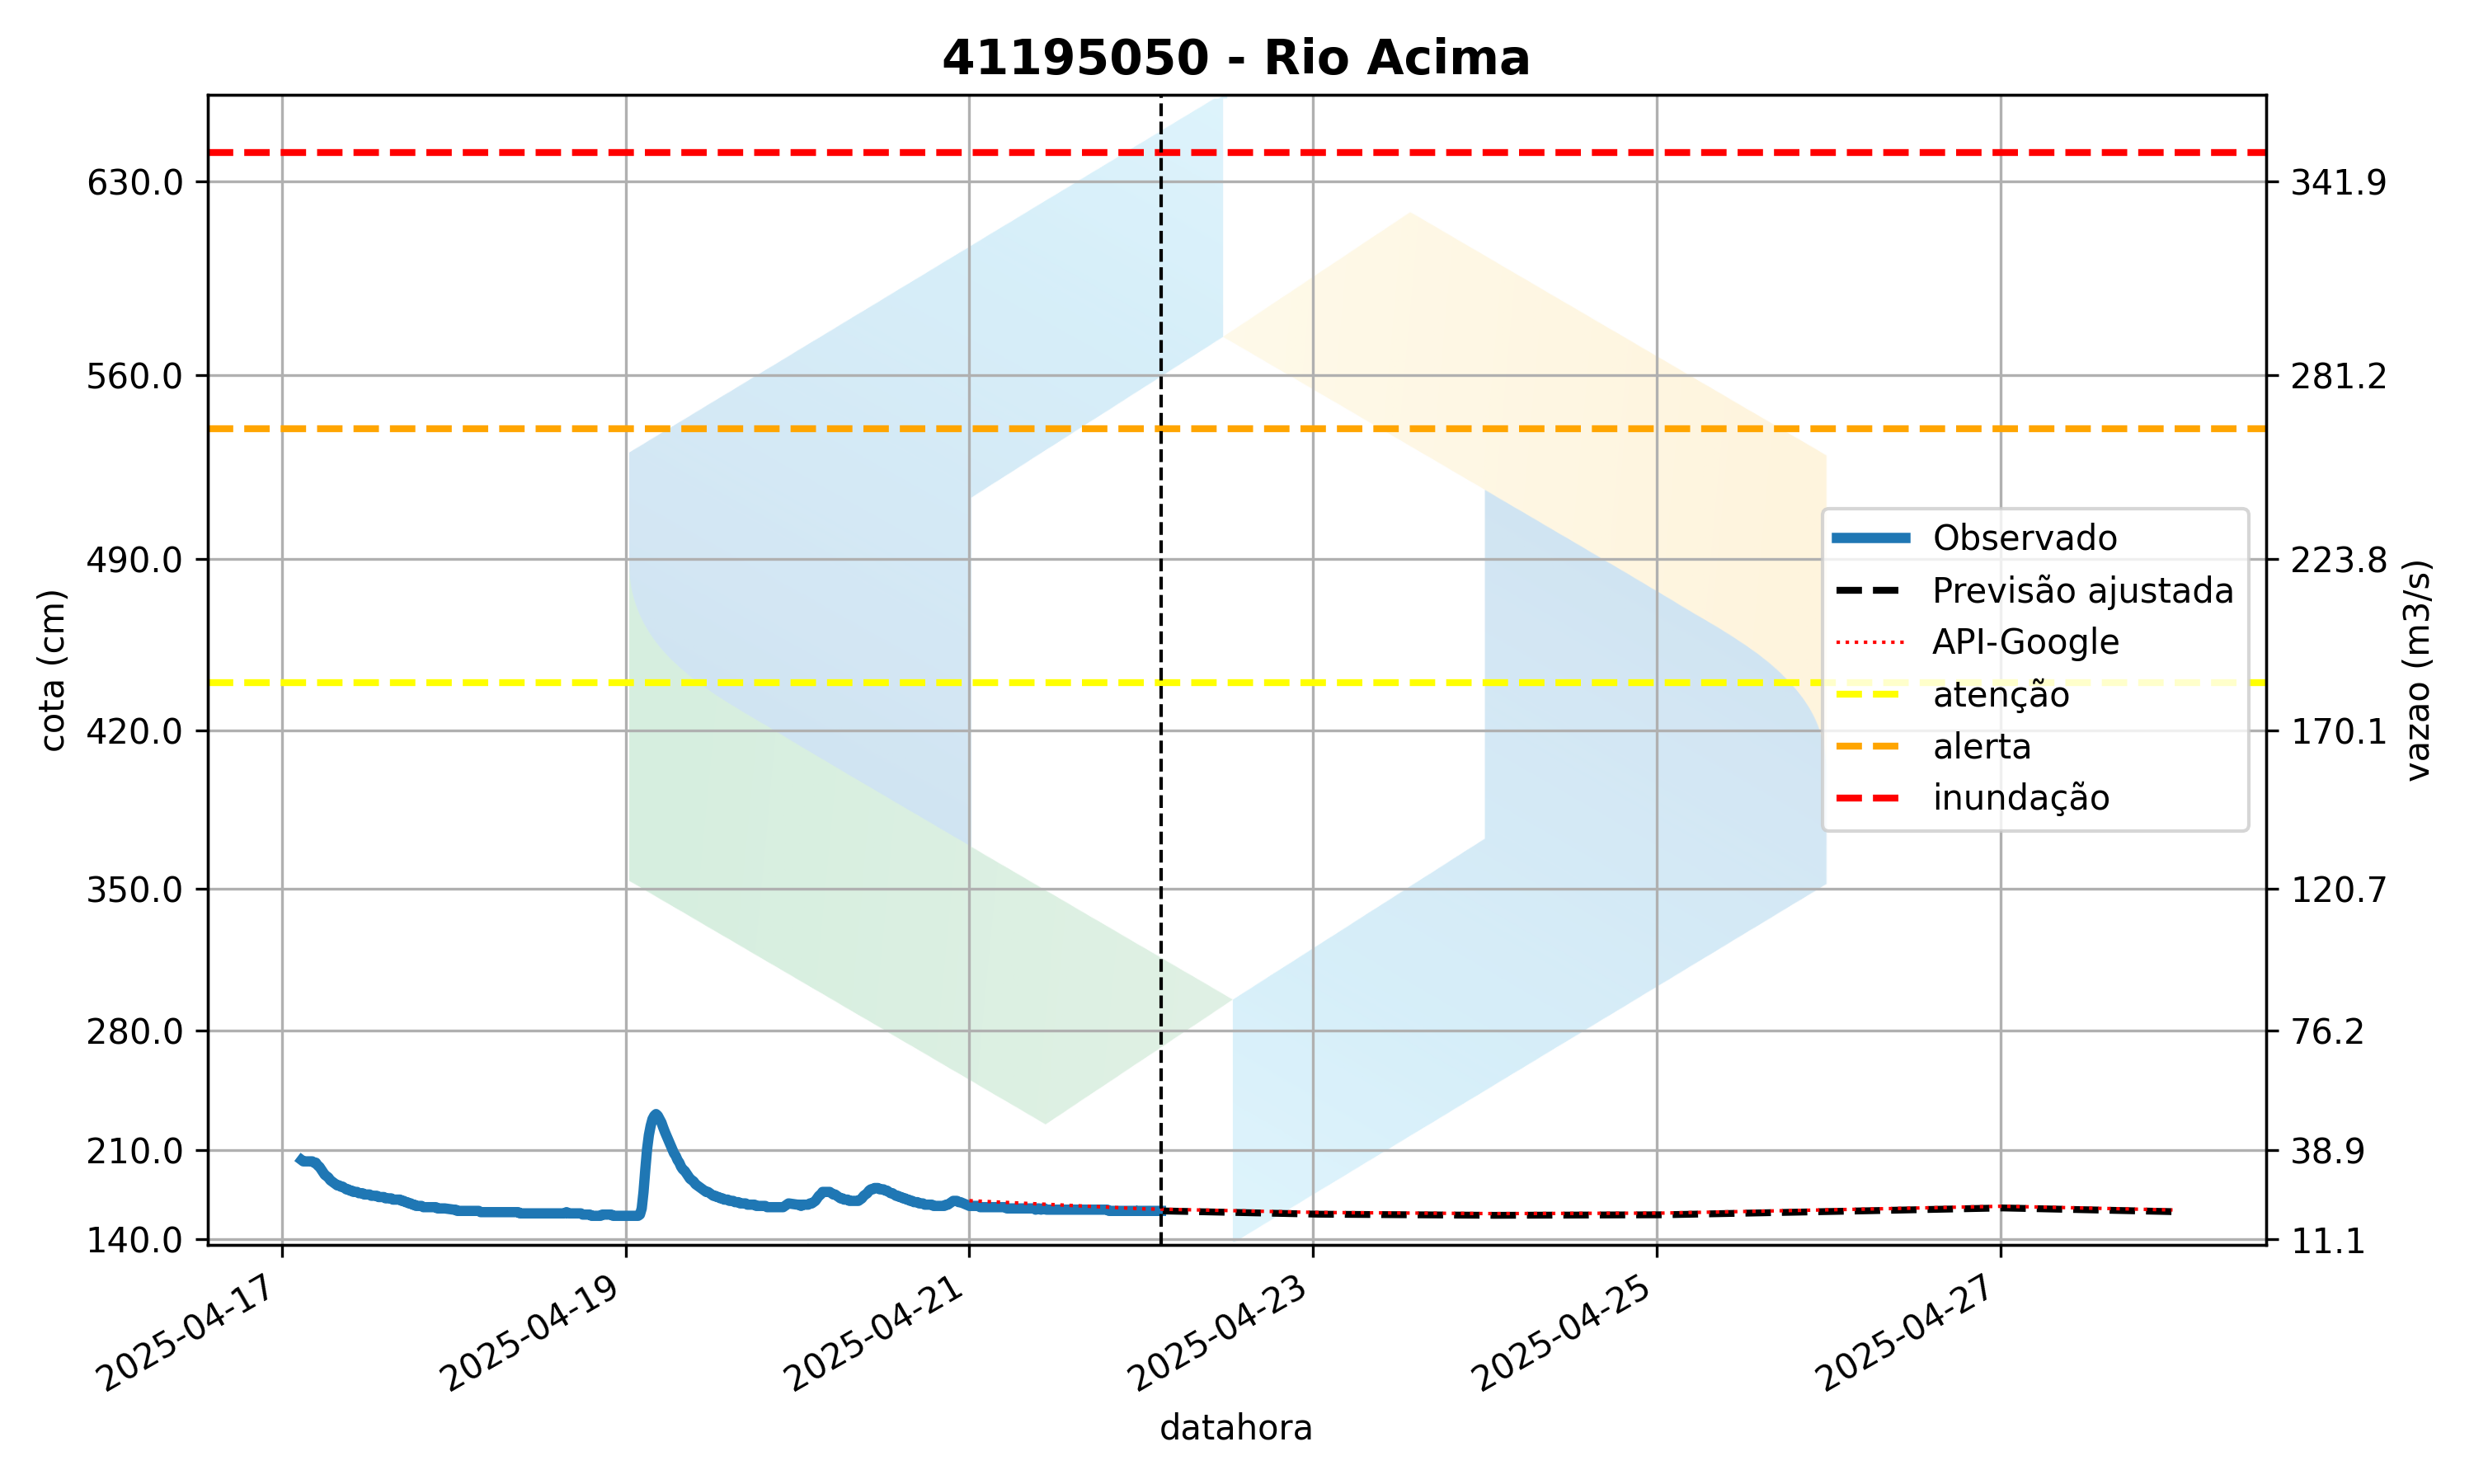 41195050 - Rio Acima
630.0
560.0
490.0
420.0
350.0
280.0
210.0
140.0
cota (cm)
341.9
281.2
223.8
170.1
120.7
76.2
38.9
11.1
vazao (m3/s)
Observado
Previsão ajustada
API-Google
atenção
alerta
inundação
2025-04-17
2025-04-19
2025-04-21
2025-04-23
2025-04-25
2025-04-27
datahora